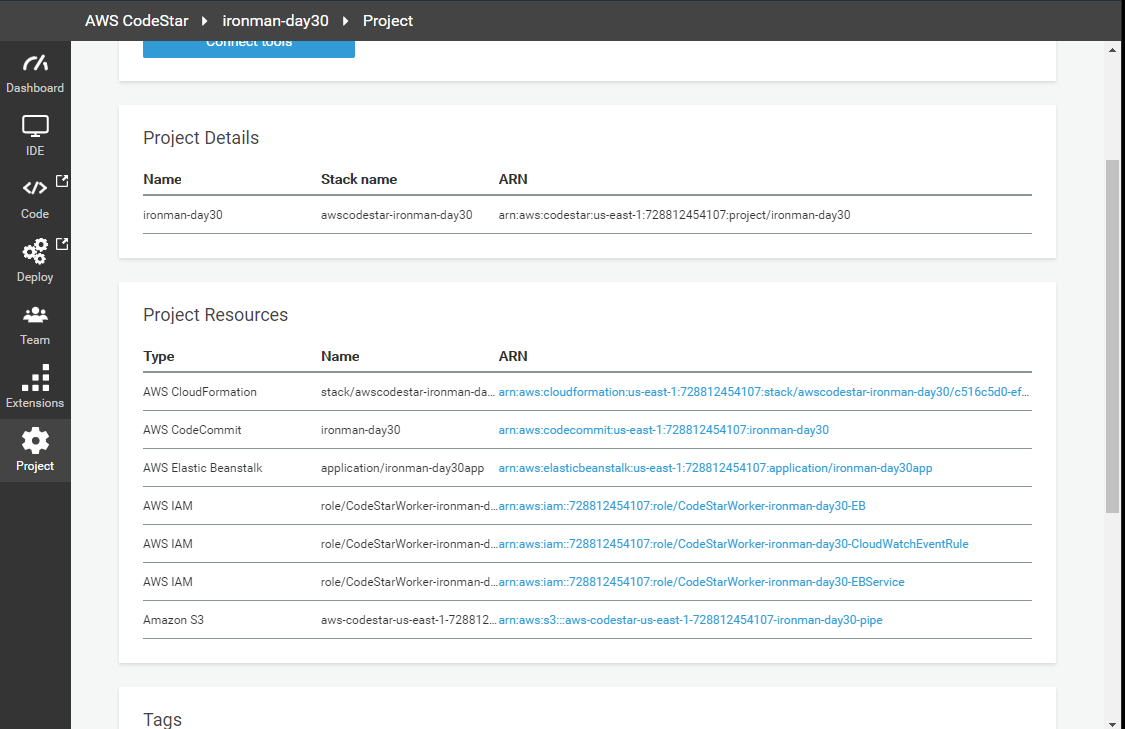 AWS CodeStar ironman-day30 Project
Dashboard
IDE
Code
Deploy
Team
Extensions
Project
Connect tools
Project Details
Name Stack name ARN
ironman-day30 awscodestar-ironman-day30 arn:aws:codestar:us-east-1:728812454107:project/ironman-day30
Project Resources
Type Name ARN
AWS CloudFormation stack/awscodestar-ironman-da... arn:aws:cloudformation:us-east-1:728812454107:stack/awscodestar-ironman-day30/c516c5d0-ef...
AWS CodeCommit ironman-day30 arn:aws:codecommit:us-east-1:728812454107:ironman-day30
AWS Elastic Beanstalk application/ironman-day30app arn:aws:elasticbeanstalk:us-east-1:728812454107:application/ironman-day30app
AWS IAM role/CodeStarWorker-ironman-d... arn:aws:iam::728812454107:role/CodeStarWorker-ironman-day30-EB
AWS IAM role/CodeStarWorker-ironman-d... arn:aws:iam::728812454107:role/CodeStarWorker-ironman-day30-CloudWatchEventRule
AWS IAM role/CodeStarWorker-ironman-d... arn:aws:iam::728812454107:role/CodeStarWorker-ironman-day30-EBService
Amazon S3 aws-codestar-us-east-1-728812... arn:aws:s3:::aws-codestar-us-east-1-728812454107-ironman-day30-pipe
Tags